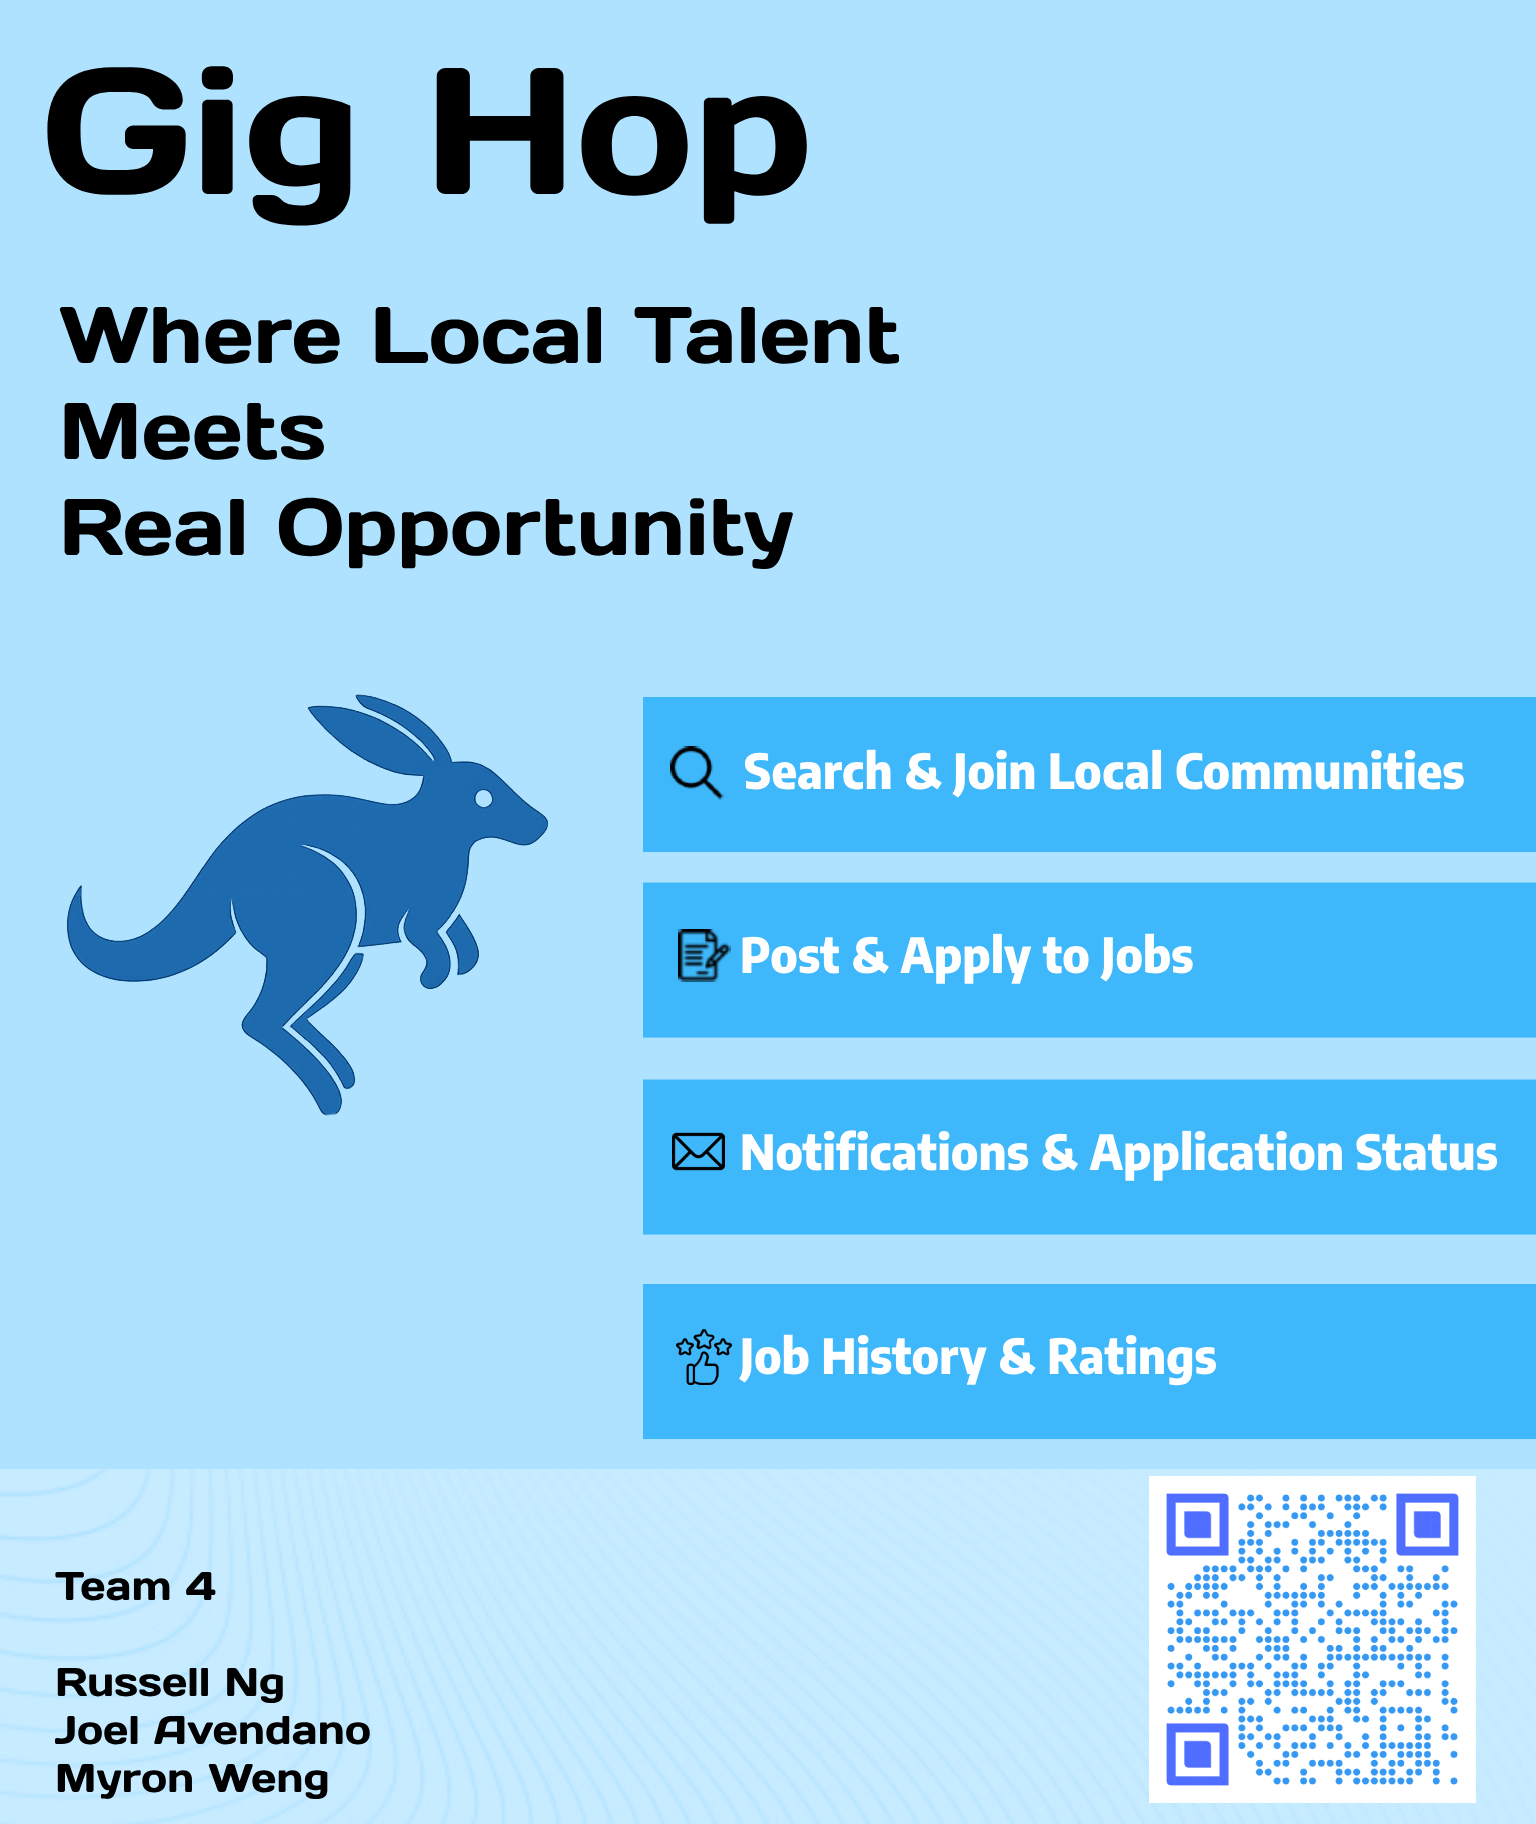 Gig Hop
Where Local Talent
Meets
Real Opportunity
Search & Join Local Communities
Post & Apply to Jobs
Notifications & Application Status
Job History & Ratings
Team 4
Russell Ng
Joel Avendano
Myron Weng